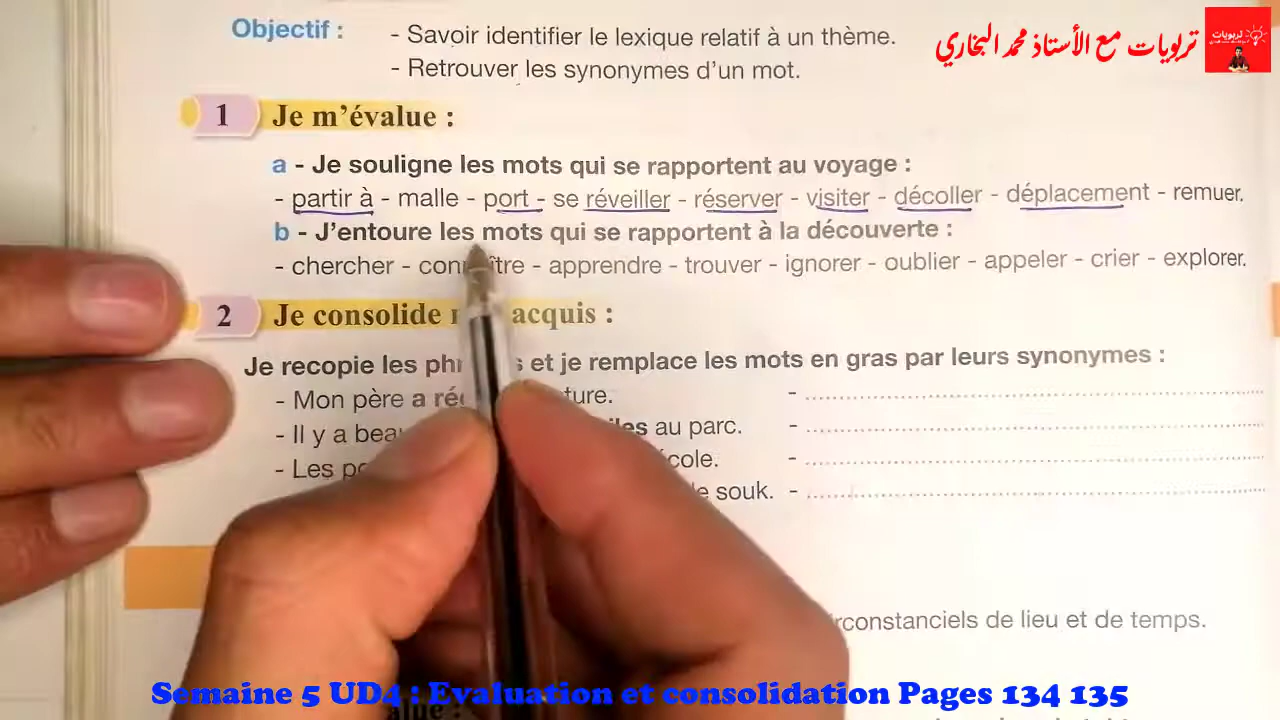 Objectif : - Savoir identifier le lexique relatif à un thème.
- Retrouver les synonymes d’un mot.
تربويات مع الأستاذ محمد البخاري
تربويات
1 Je m’évalue :
a - Je souligne les mots qui se rapportent au voyage :
- partir à - malle - port - se réveiller - réserver - visiter - décoller - déplacement - remuer.
b - J’entoure les mots qui se rapportent à la découverte :
- chercher - - apprendre - trouver - ignorer - oublier - appeler - crier - explorer.
2 Je consolide acquis :
Je recopie les et je remplace les mots en gras par leurs synonymes :
- Mon père a -
- Il y a au parc. -
- Les -
souk. -
circonstanciels de lieu et de temps.
Semaine 5 UD4 : Evaluation et consolidation Pages 134 135